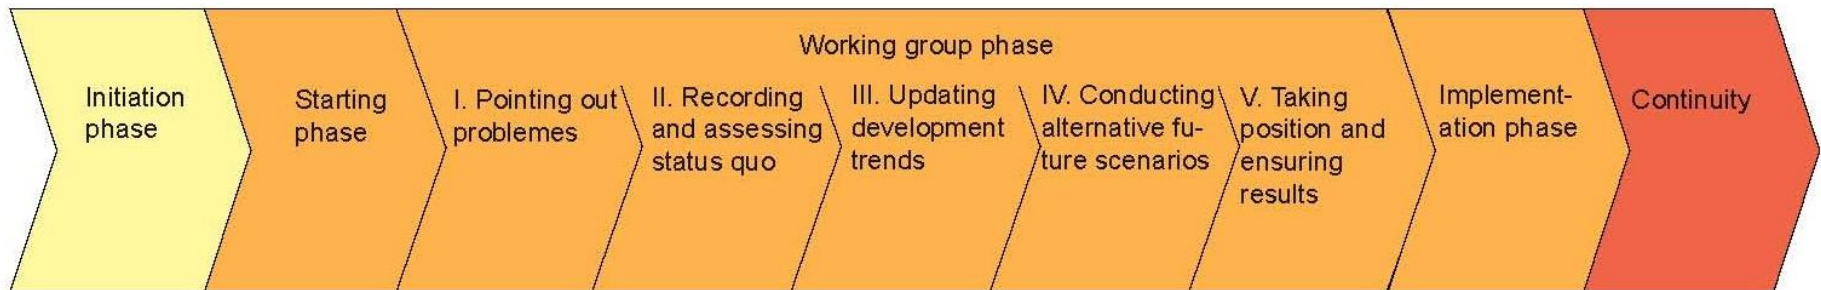 Initiation
phase
Starting
phase
Working group phase
I. Pointing out
problemes
II. Recording
and assessing
status quo
III. Updating
development
trends
IV. Conducting
alternative fu-
ture scenarios
V. Taking
position and
ensuring
results
Implement-
ation phase
Continuity